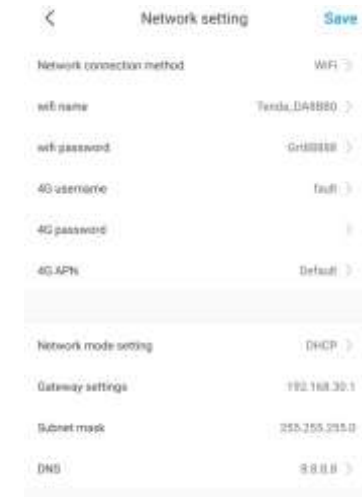 Network setting
Save
Network connection method WiFi
wifi name Tenda_DA8B80
wifi password
4G username fault
4G password
4G APN Default
Network mode setting DHCP
Gateway settings 192.168.30.1
Subnet mask 255.255.255.0
DNS 8.8.8.8